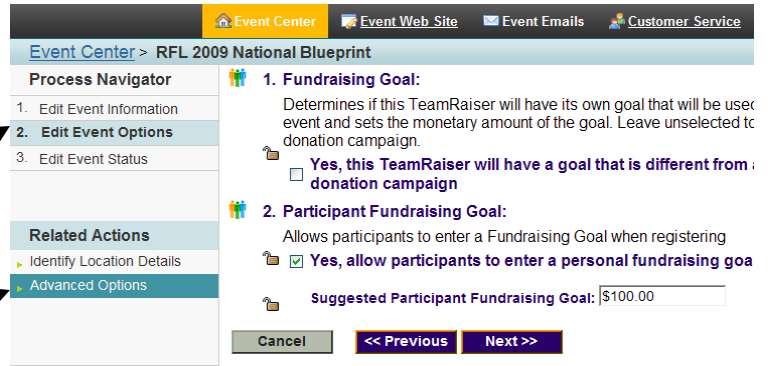 Event Center Event Web Site Event Emails Customer Service
Event Center > RFL 2009 National Blueprint
Process Navigator
1. Edit Event Information
2. Edit Event Options
3. Edit Event Status
Related Actions
Identify Location Details
Advanced Options
1. Fundraising Goal:
Determines if this TeamRaiser will have its own goal that will be used
event and sets the monetary amount of the goal. Leave unselected to
donation campaign.
Yes, this TeamRaiser will have a goal that is different from
donation campaign
2. Participant Fundraising Goal:
Allows participants to enter a Fundraising Goal when registering
Yes, allow participants to enter a personal fundraising goa
Suggested Participant Fundraising Goal: $100.00
Cancel << Previous Next >>